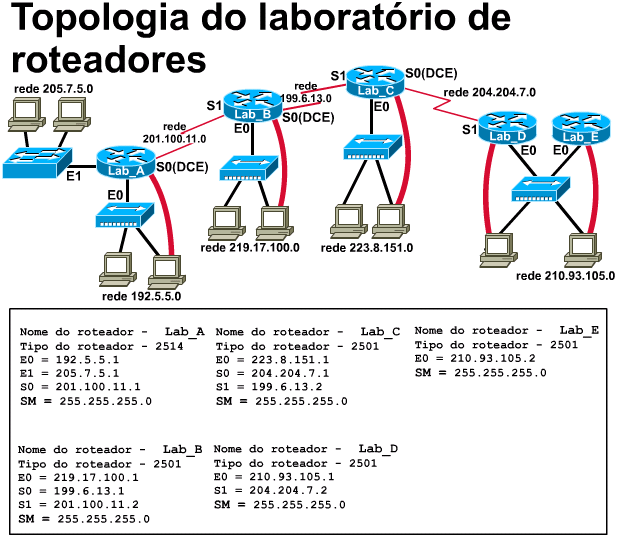 Topologia do laboratório de
roteadores
rede 205.7.5.0
E1
Lab_A
S0(DCE)
E0
rede 192.5.5.0
rede
201.100.11.0
S1
Lab_B
E0
S0(DCE)
rede 219.17.100.0
rede
199.6.13.0
S1
Lab_C
S0(DCE)
E0
rede 223.8.151.0
rede 204.204.7.0
S1
Lab_D
E0
Lab_E
E0
rede 210.93.105.0
Nome do roteador - Lab_A
Tipo do roteador - 2514
E0 = 192.5.5.1
E1 = 205.7.5.1
S0 = 201.100.11.1
SM = 255.255.255.0
Nome do roteador - Lab_C
Tipo do roteador - 2501
E0 = 223.8.151.1
S0 = 204.204.7.1
S1 = 199.6.13.2
SM = 255.255.255.0
Nome do roteador - Lab_E
Tipo do roteador - 2501
E0 = 210.93.105.2
SM = 255.255.255.0
Nome do roteador - Lab_B
Tipo do roteador - 2501
E0 = 219.17.100.1
S0 = 199.6.13.1
S1 = 201.100.11.2
SM = 255.255.255.0
Nome do roteador - Lab_D
Tipo do roteador - 2501
E0 = 210.93.105.1
S1 = 204.204.7.2
SM = 255.255.255.0